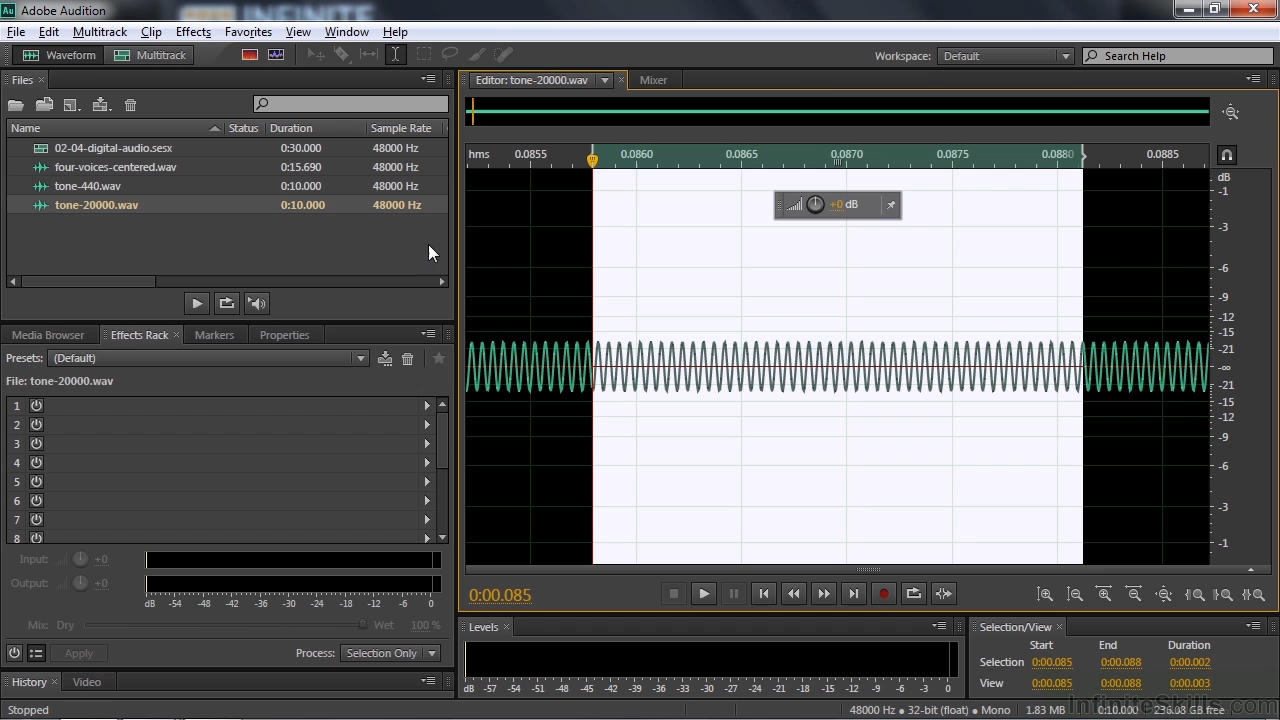 Au Adobe Audition
INFINITE
File Edit Multitrack Clip Effects Favorites View Window Help
Waveform Multitrack Workspace: Default Search Help
Files × Editor: tone-20000.wav × Mixer
Name Status Duration Sample Rate
02-04-digital-audio.sesx 0:30.000 48000 Hz
four-voices-centered.wav 0:15.690 48000 Hz
tone-440.wav 0:10.000 48000 Hz
tone-20000.wav 0:10.000 48000 Hz
hms 0.0855 0.0860 0.0865 0.0870 0.0875 0.0880 0.0885
+0 dB
dB
-1
-3
-6
-9
-12
-15
-21
-∞
-21
-15
-12
-9
-6
-3
-1
Media Browser Effects Rack × Markers Properties
Presets: (Default)
File: tone-20000.wav
1
2
3
4
5
6
7
8
Input: +0
Output: +0
dB -54 -48 -42 -36 -30 -24 -18 -12 -6 0
Mix: Dry Wet 100 %
Apply Process: Selection Only
History × Video
0:00.085
Levels ×
dB -57 -54 -51 -48 -45 -42 -39 -36 -33 -30 -27 -24 -21 -18 -15 -12 -9 -6 -3 0
Selection/View ×
Start End Duration
Selection 0:00.085 0:00.088 0:00.002
View 0:00.085 0:00.088 0:00.003
Stopped 48000 Hz ● 32-bit (float) ● Mono 1.83 MB 0:10.000 236.08 GB free
InfiniteSkills.com